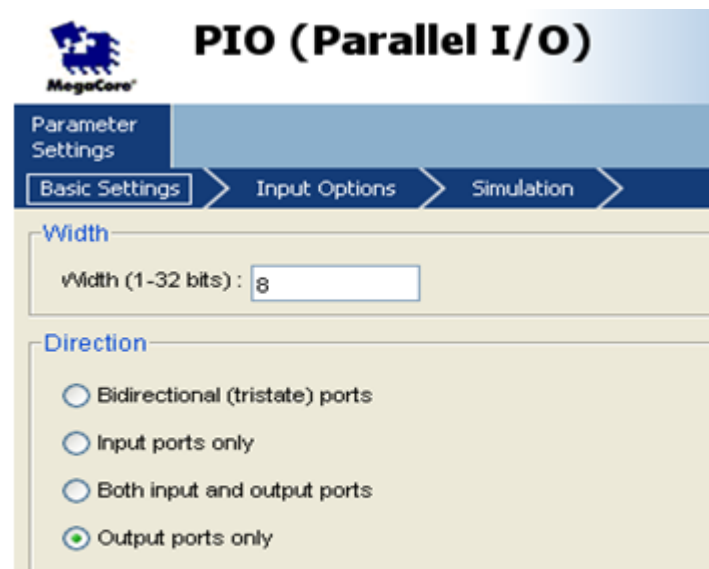 PIO (Parallel I/O)
MegaCore®
Parameter
Settings
Basic Settings
Input Options
Simulation
Width
Width (1-32 bits) : 8
Direction
Bidirectional (tristate) ports
Input ports only
Both input and output ports
Output ports only